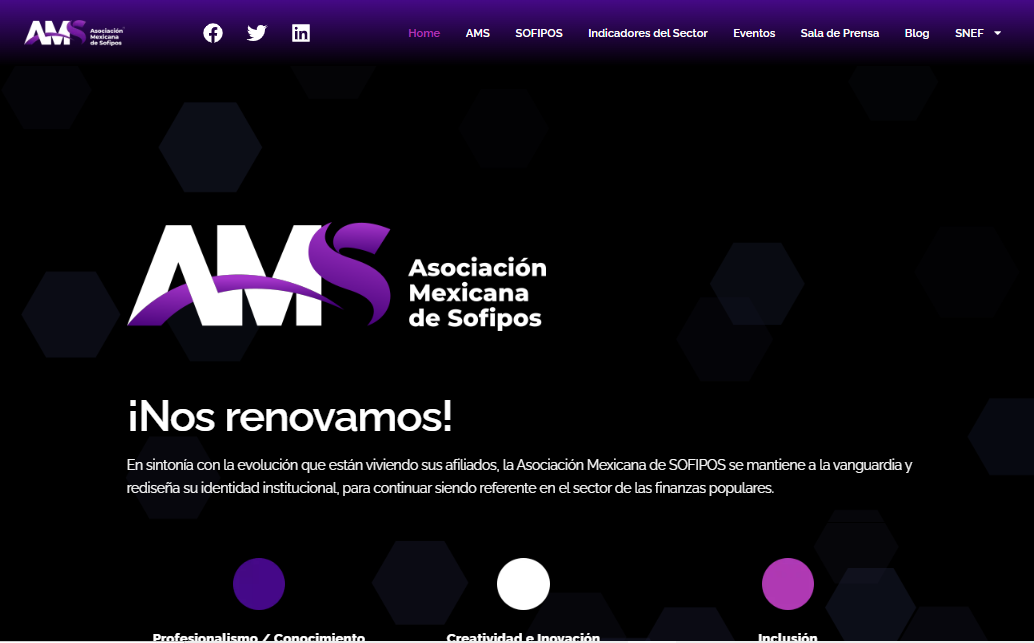 AMS Asociación
Mexicana
de Sofipos
Home AMS SOFIPOS Indicadores del Sector Eventos Sala de Prensa Blog SNEF
AMS
Asociación
Mexicana
de Sofipos
¡Nos renovamos!
En sintonía con la evolución que están viviendo sus afiliados, la Asociación Mexicana de SOFIPOS se mantiene a la vanguardia y
rediseña su identidad institucional, para continuar siendo referente en el sector de las finanzas populares.
Profesionalismo / Conocimiento Creatividad e Inovación Inclusión